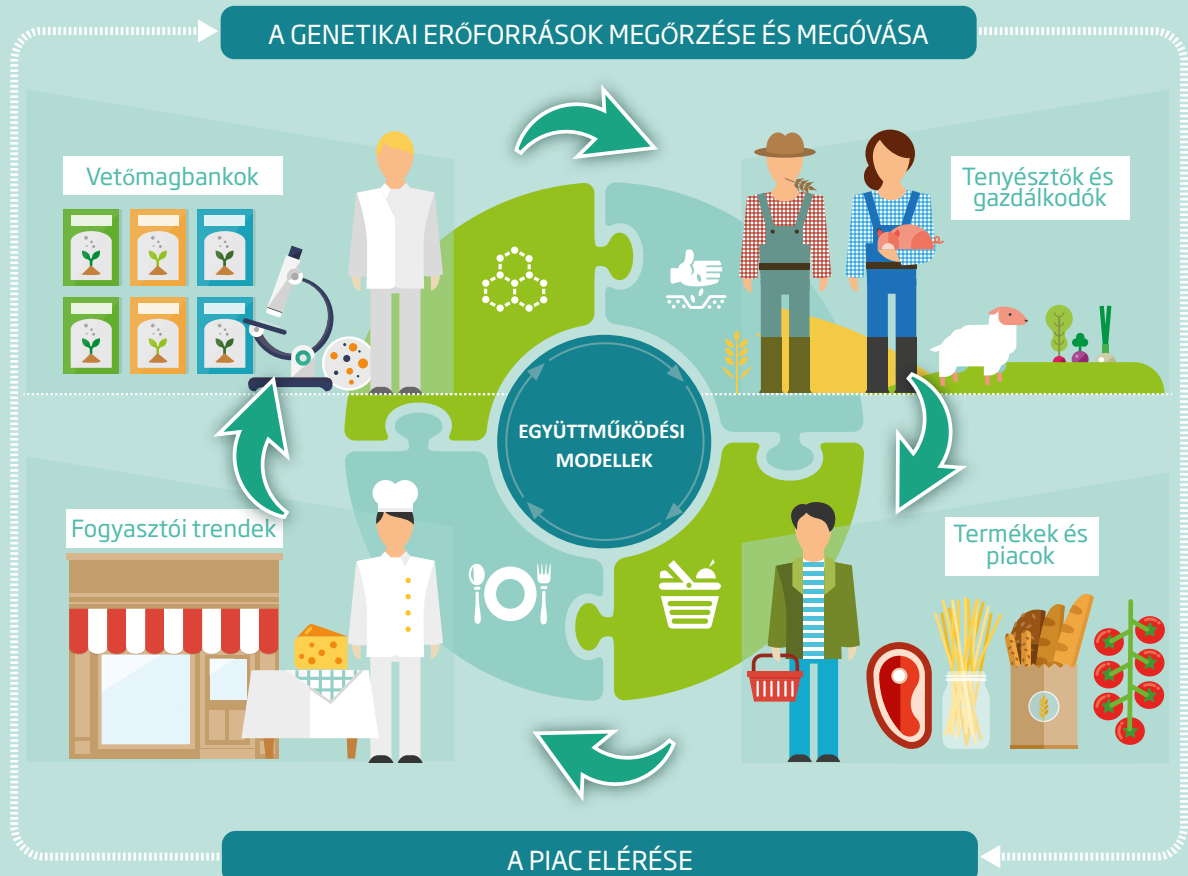 A GENETIKAI ERŐFORRÁSOK MEGŐRZÉSE ÉS MEGÓVÁSA
Vetőmagbankok
Tenyésztők és
gazdálkodók
EGYÜTTMŰKÖDÉSI
MODELLEK
Fogyasztói trendek
Termékek és
piacok
A PIAC ELÉRÉSE